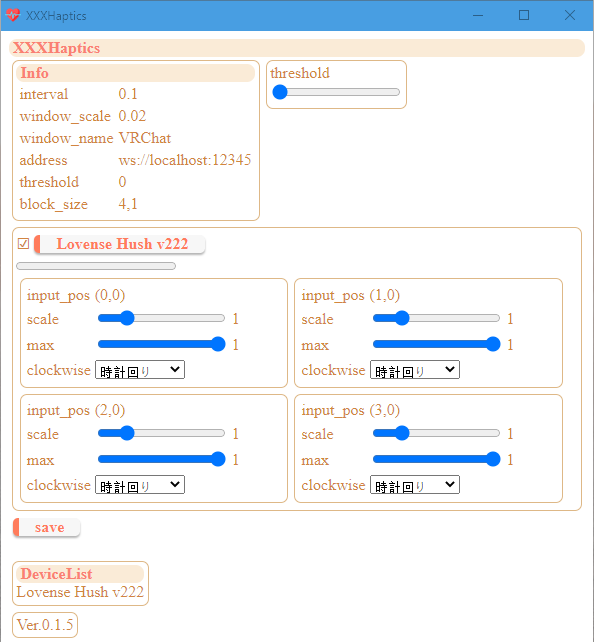 XXXHaptics
XXXHaptics
Info
interval 0.1
window_scale 0.02
window_name VRChat
address ws://localhost:12345
threshold 0
block_size 4,1
threshold
Lovense Hush v222
input_pos (0,0)
scale 1
max 1
clockwise 時計回り
input_pos (1,0)
scale 1
max 1
clockwise 時計回り
input_pos (2,0)
scale 1
max 1
clockwise 時計回り
input_pos (3,0)
scale 1
max 1
clockwise 時計回り
save
DeviceList
Lovense Hush v222
Ver.0.1.5